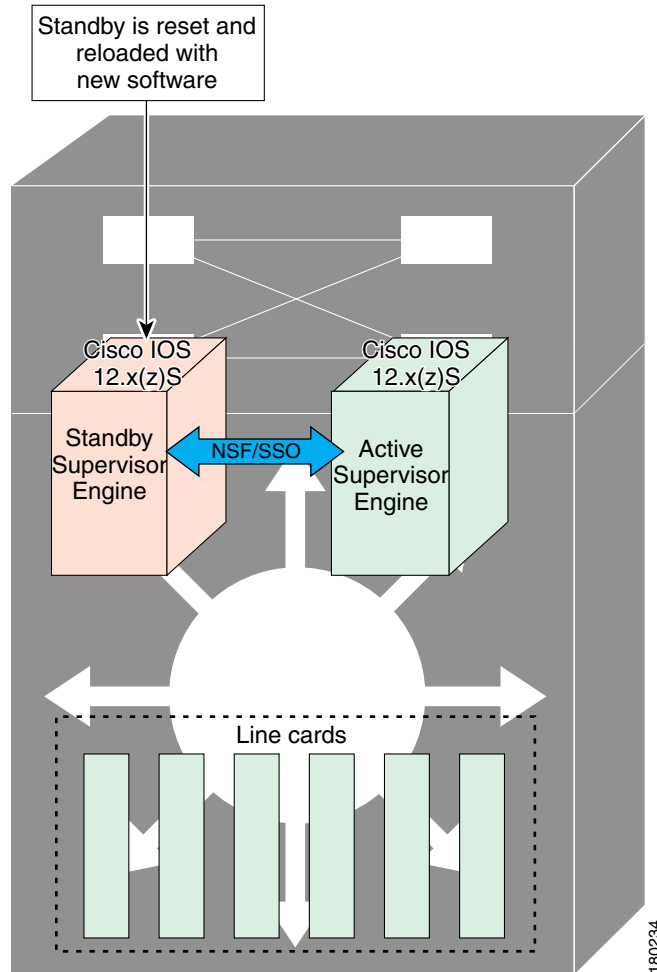 Standby is reset and
reloaded with
new software
Cisco IOS
12.x(z)S
Cisco IOS
12.x(z)S
Standby
Supervisor
Engine
NSF/SSO
Active
Supervisor
Engine
Line cards
180234